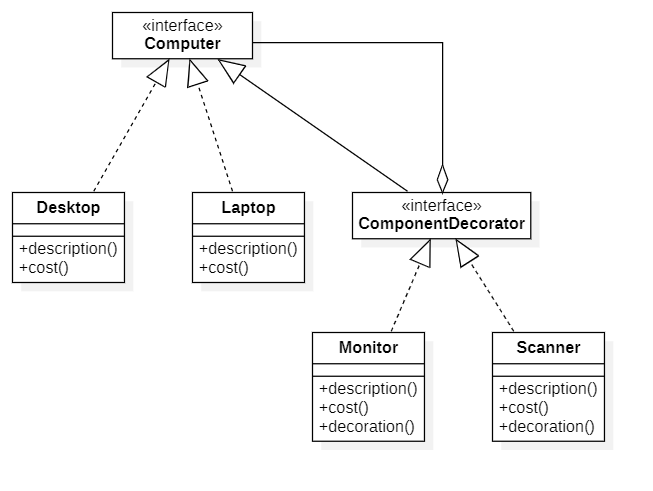 «interface»
Computer
Desktop
+description()
+cost()
Laptop
+description()
+cost()
«interface»
ComponentDecorator
Monitor
+description()
+cost()
+decoration()
Scanner
+description()
+cost()
+decoration()